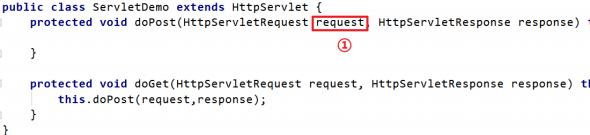 public class ServletDemo extends HttpServlet {
    protected void doPost(HttpServletRequest request, HttpServletResponse response) t
①
    }
    protected void doGet(HttpServletRequest request, HttpServletResponse response) th
        this.doPost(request,response);
    }
}